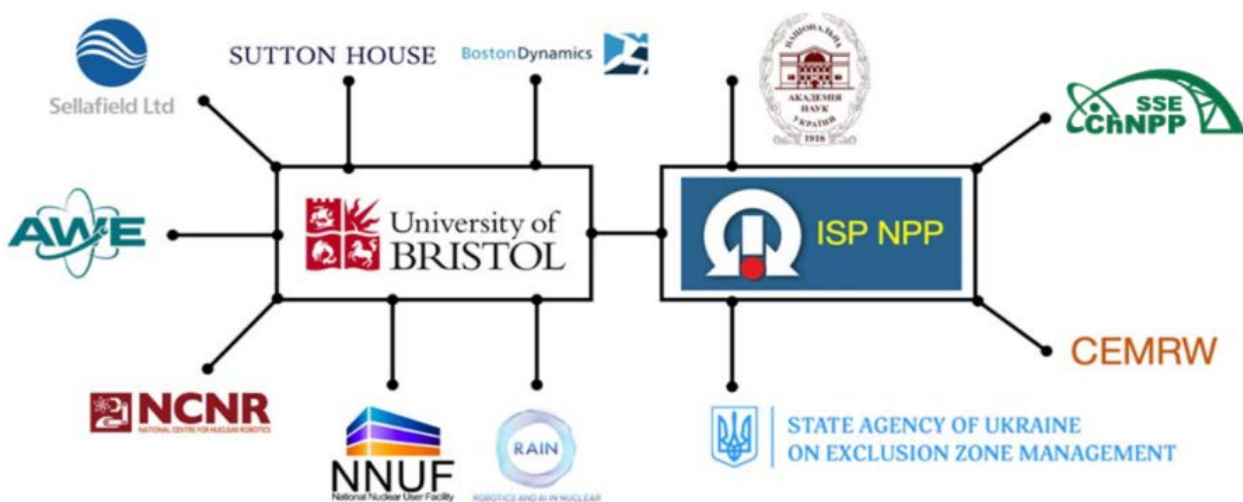 SUTTON HOUSE
BostonDynamics
НАЦІОНАЛЬНА
АКАДЕМІЯ
НАУК
УКРАЇНИ
1918
Sellafield Ltd
SSE
ChNPP
AWE
University of
BRISTOL
ISP NPP
CEMRW
NCNR
NATIONAL CENTRE FOR NUCLEAR ROBOTICS
NNUF
National Nuclear User Facility
RAIN
ROBOTICS AND AI IN NUCLEAR
STATE AGENCY OF UKRAINE
ON EXCLUSION ZONE MANAGEMENT